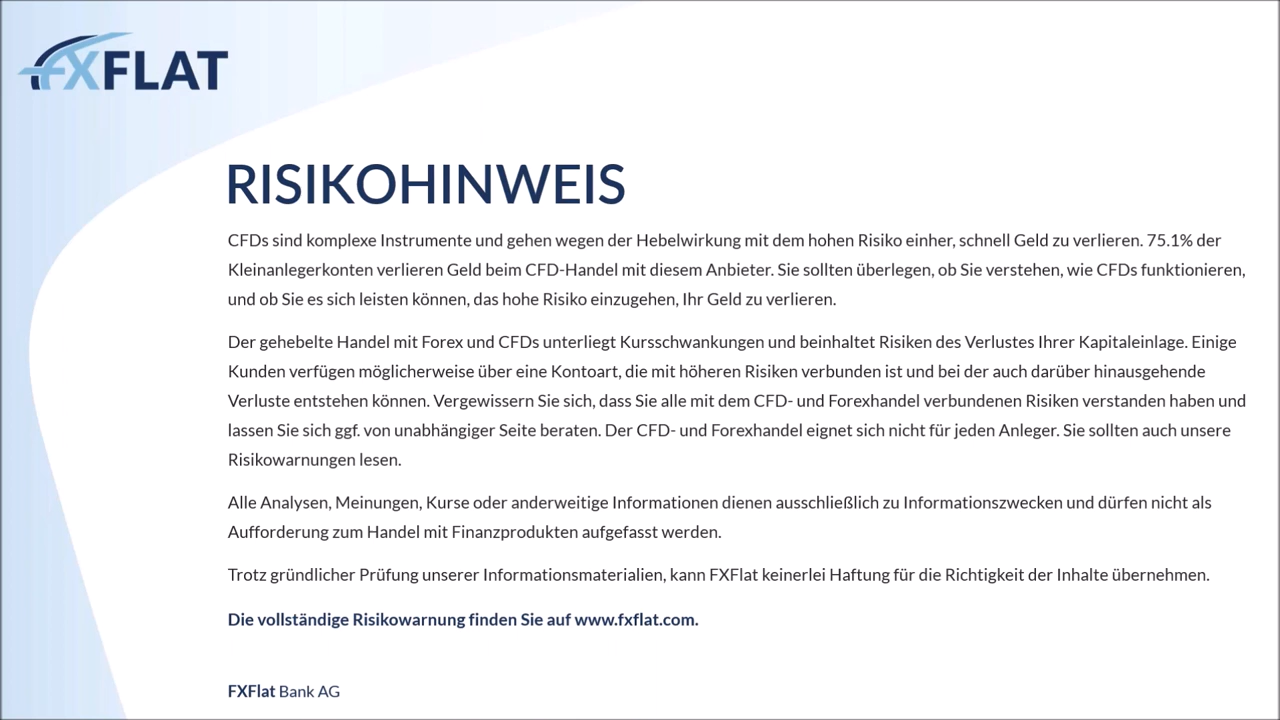 FXFLAT
RISIKOHINWEIS
CFDs sind komplexe Instrumente und gehen wegen der Hebelwirkung mit dem hohen Risiko einher, schnell Geld zu verlieren. 75.1% der
Kleinanlegerkonten verlieren Geld beim CFD-Handel mit diesem Anbieter. Sie sollten überlegen, ob Sie verstehen, wie CFDs funktionieren,
und ob Sie es sich leisten können, das hohe Risiko einzugehen, Ihr Geld zu verlieren.
Der gehebelte Handel mit Forex und CFDs unterliegt Kursschwankungen und beinhaltet Risiken des Verlustes Ihrer Kapitaleinlage. Einige
Kunden verfügen möglicherweise über eine Kontoart, die mit höheren Risiken verbunden ist und bei der auch darüber hinausgehende
Verluste entstehen können. Vergewissern Sie sich, dass Sie alle mit dem CFD- und Forexhandel verbundenen Risiken verstanden haben und
lassen Sie sich ggf. von unabhängiger Seite beraten. Der CFD- und Forexhandel eignet sich nicht für jeden Anleger. Sie sollten auch unsere
Risikowarnungen lesen.
Alle Analysen, Meinungen, Kurse oder anderweitige Informationen dienen ausschließlich zu Informationszwecken und dürfen nicht als
Aufforderung zum Handel mit Finanzprodukten aufgefasst werden.
Trotz gründlicher Prüfung unserer Informationsmaterialien, kann FXFlat keinerlei Haftung für die Richtigkeit der Inhalte übernehmen.
Die vollständige Risikowarnung finden Sie auf www.fxflat.com.
FXFlat Bank AG